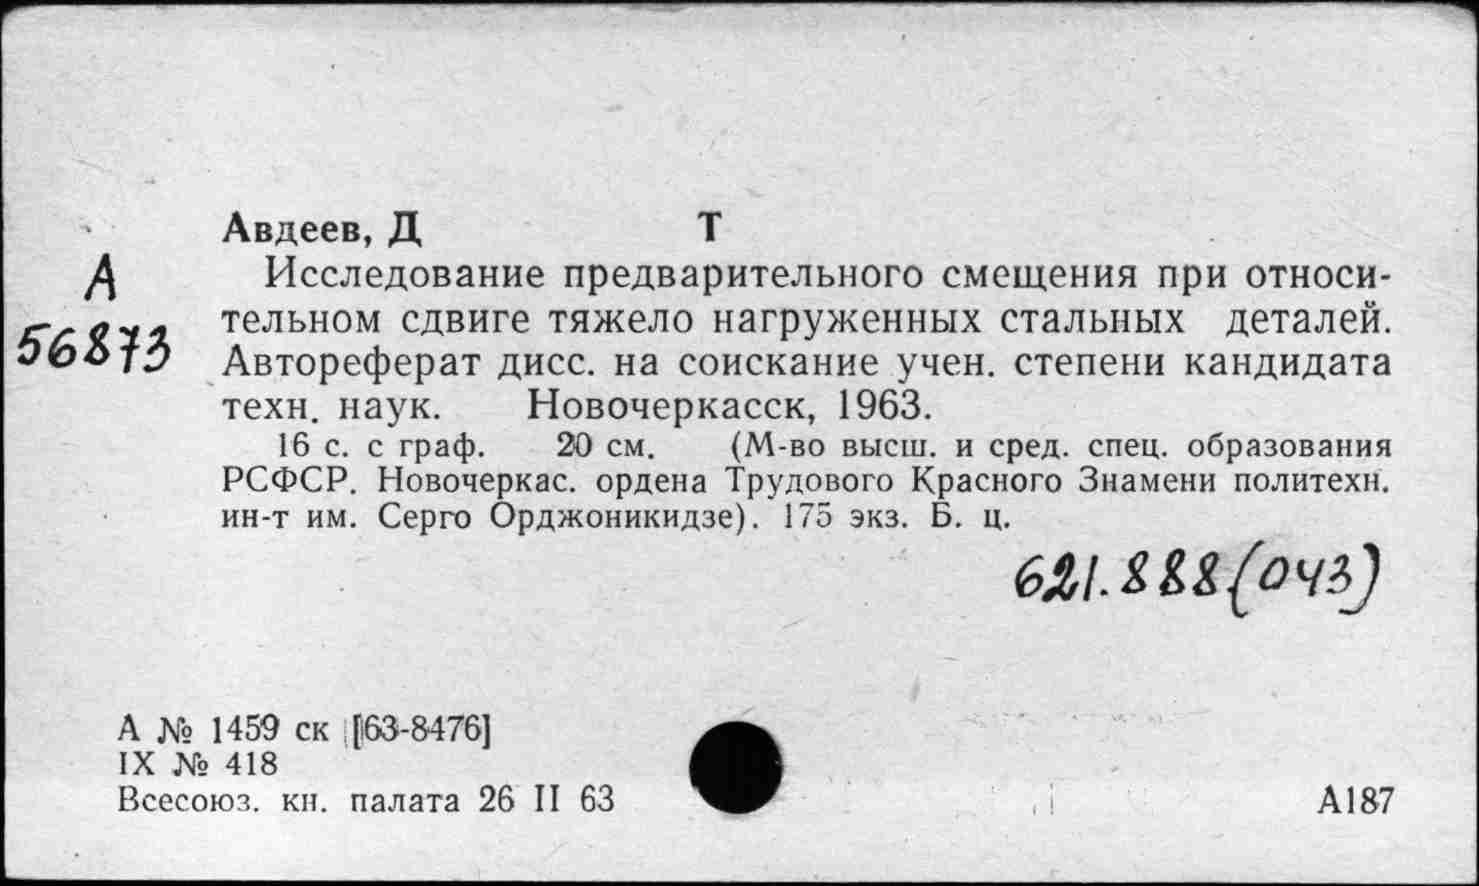 Авдеев, Д Т
А
56873
Исследование предварительного смещения при относи-
тельном сдвиге тяжело нагруженных стальных деталей.
Автореферат дисс. на соискание учен. степени кандидата
техн. наук. Новочеркасск, 1963.
16 с. с граф. 20 см. (М-во высш. и сред. спец. образования
РСФСР. Новочеркас. ордена Трудового Красного Знамени политехн.
ин-т им. Серго Орджоникидзе). 175 экз. Б. ц.
621.888(043)
А № 1459 ск [63-8476]
IX № 418
Всесоюз. кн. палата 26 II 63
А187